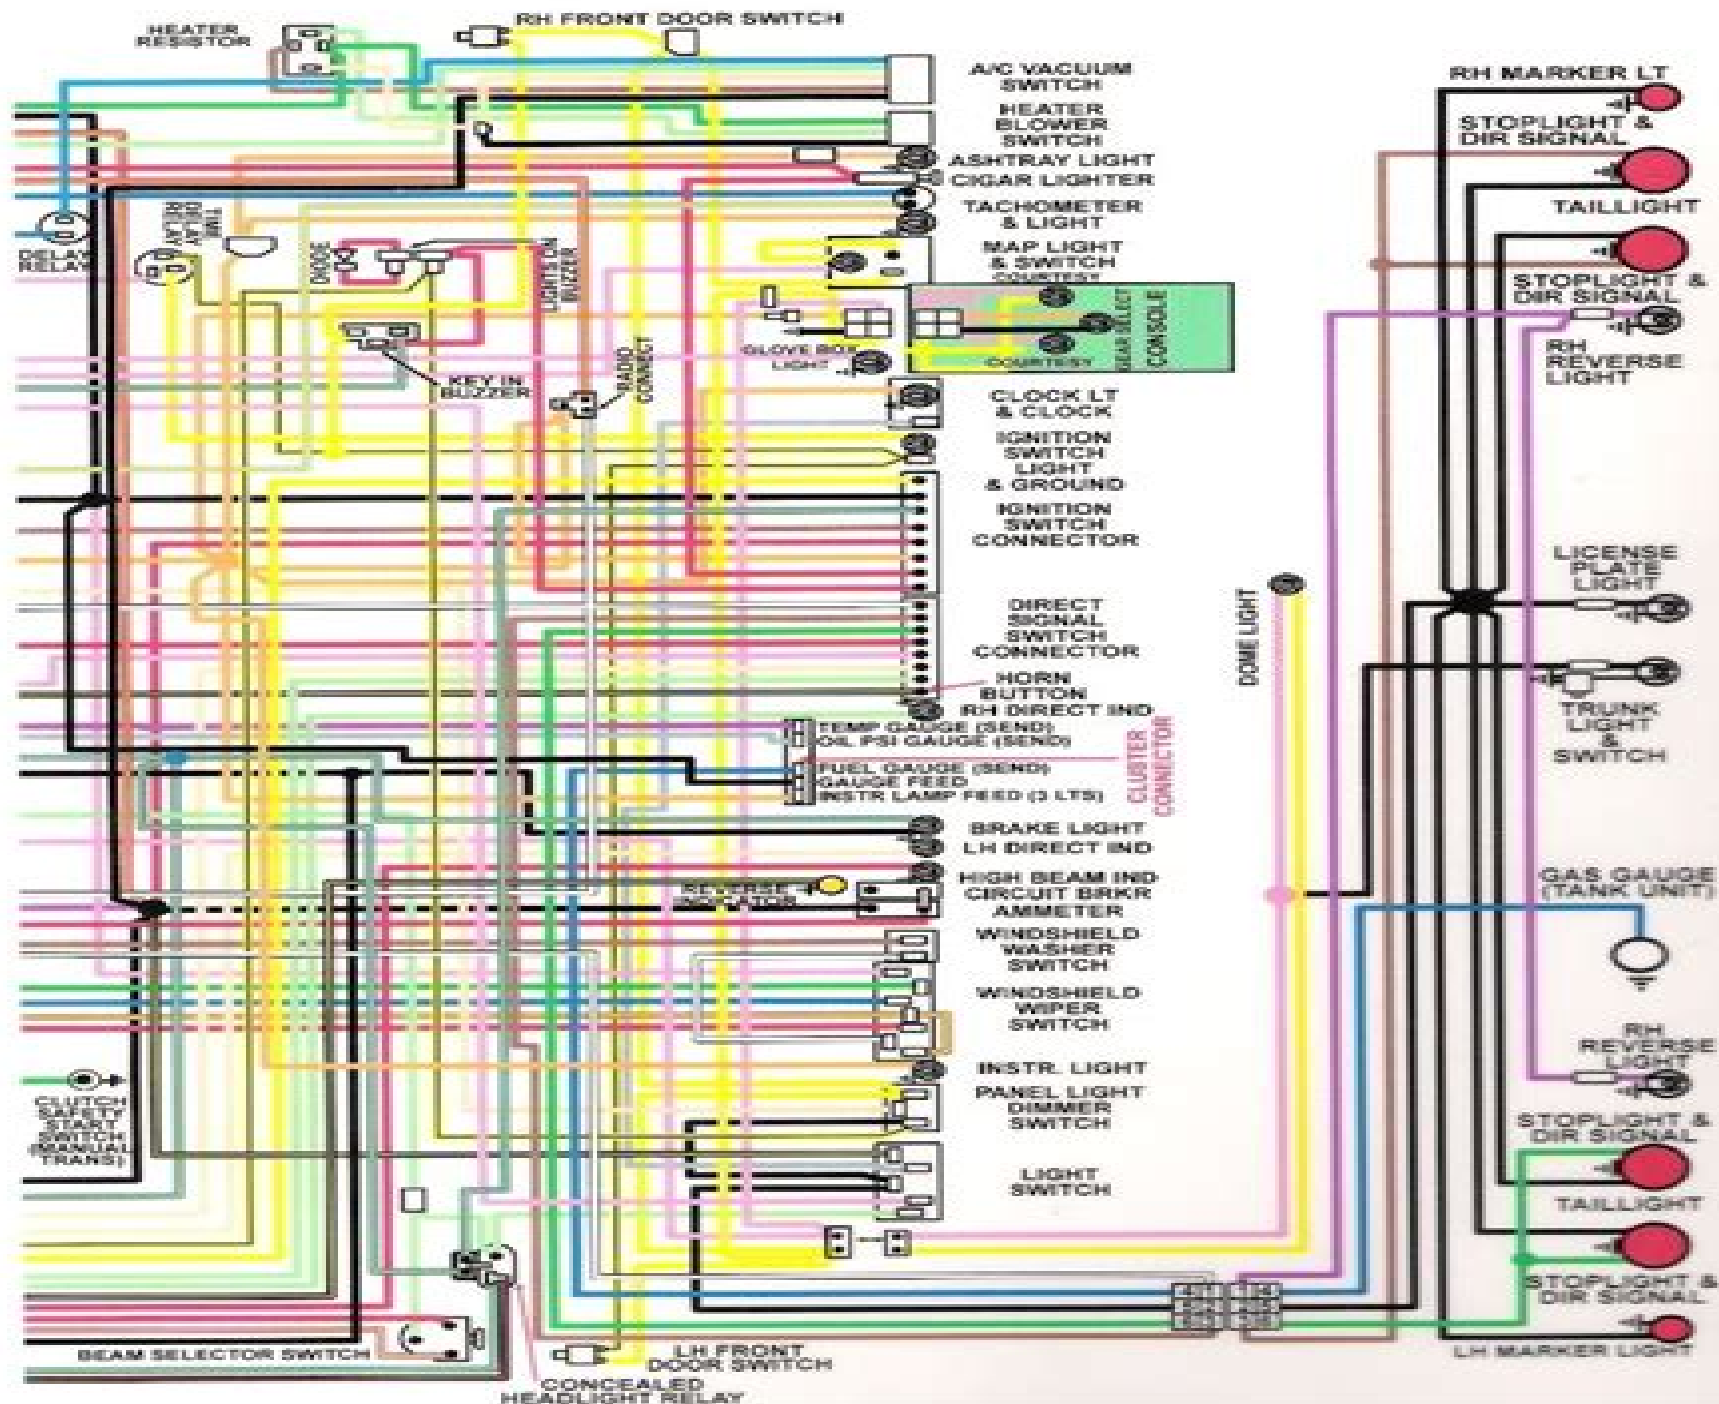 RH FRONT DOOR SWITCH
HEATER
RESISTOR
A/C VACUUM
SWITCH
HEATER
BLOWER
SWITCH
ASHTRAY LIGHT
CIGAR LIGHTER
TACHOMETER
& LIGHT
MAP LIGHT
& SWITCH
COURTESY
CONSOLE
COURTESY
DELAY
RELAY
TIME
DELAY
RELAY
DIODE
LIGHTS ON
BUZZER
KEY IN
BUZZER
RADIO
CONNECT
GLOVE BOX
LIGHT
CLOCK LT
& CLOCK
IGNITION
SWITCH
LIGHT
& GROUND
IGNITION
SWITCH
CONNECTOR
DIRECT
SIGNAL
SWITCH
CONNECTOR
HORN
BUTTON
RH DIRECT IND
TEMP GAUGE (SEND)
OIL PSI GAUGE (SEND)
FUEL GAUGE (SEND)
GAUGE FEED
INSTR LAMP FEED (3 LTS)
CLUSTER
CONNECTOR
BRAKE LIGHT
LH DIRECT IND
HIGH BEAM IND
REVERSE
INDICATOR
CIRCUIT BRKR
AMMETER
WINDSHIELD
WASHER
SWITCH
WINDSHIELD
WIPER
SWITCH
INSTR. LIGHT
PANEL LIGHT
DIMMER
SWITCH
LIGHT
SWITCH
CLUTCH
SAFETY
START
SWITCH
(MANUAL
TRANS)
BEAM SELECTOR SWITCH
LH FRONT
DOOR SWITCH
CONCEALED
HEADLIGHT RELAY
DOME LIGHT
RH MARKER LT
STOPLIGHT &
DIR SIGNAL
TAILLIGHT
STOPLIGHT &
DIR SIGNAL
RH
REVERSE
LIGHT
LICENSE
PLATE
LIGHT
TRUNK
LIGHT
&
SWITCH
GAS GAUGE
(TANK UNIT)
RH
REVERSE
LIGHT
STOPLIGHT &
DIR SIGNAL
TAILLIGHT
STOPLIGHT &
DIR SIGNAL
LH MARKER LIGHT